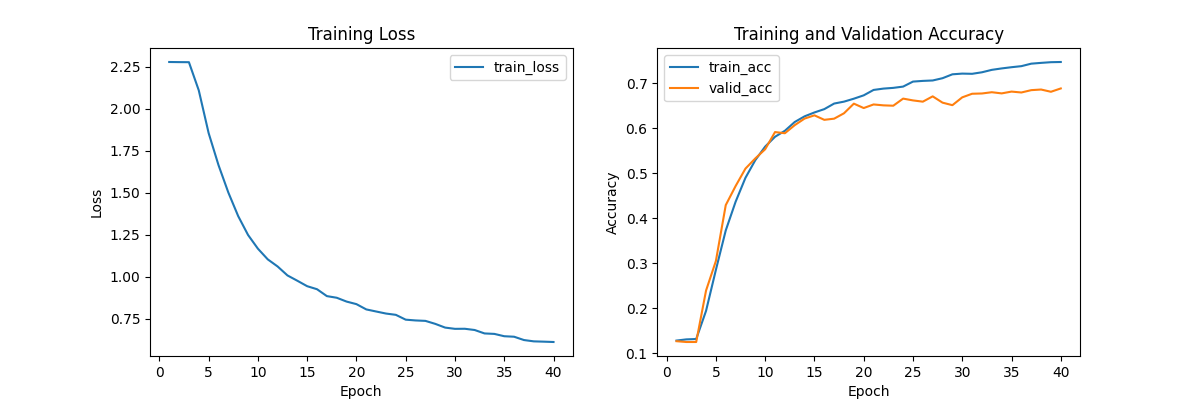 Training Loss
train_loss
2.25
2.00
1.75
1.50
1.25
1.00
0.75
Loss
0 5 10 15 20 25 30 35 40
Epoch
Training and Validation Accuracy
train_acc
valid_acc
0.7
0.6
0.5
0.4
0.3
0.2
0.1
Accuracy
0 5 10 15 20 25 30 35 40
Epoch